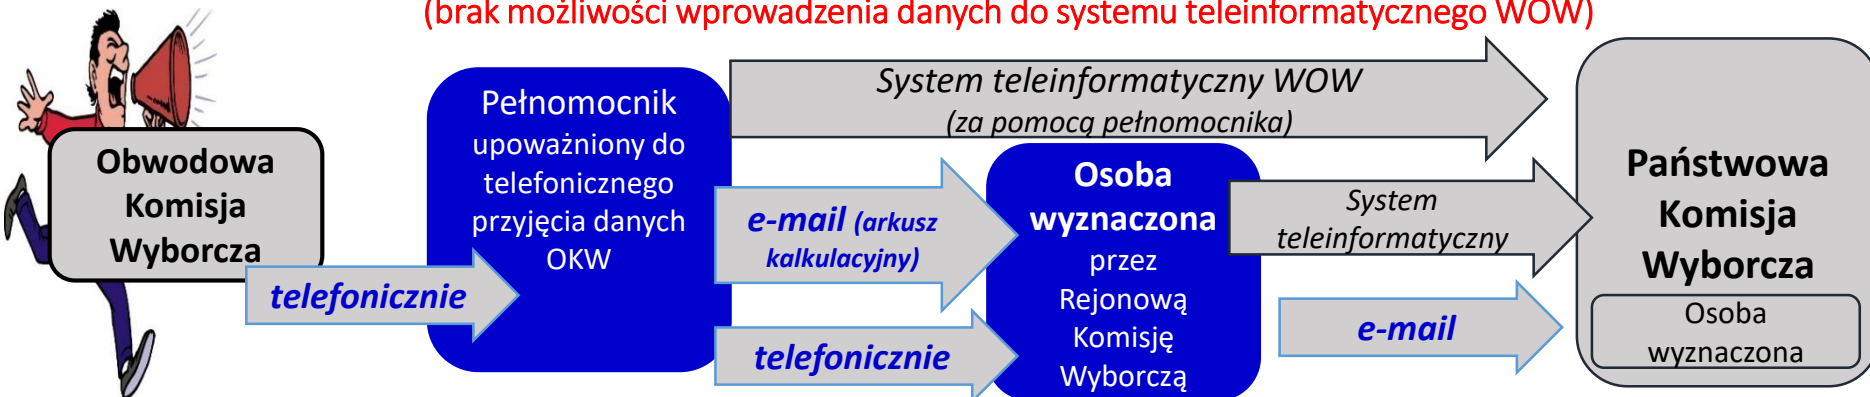 (brak możliwości wprowadzenia danych do systemu teleinformatycznego WOW)
Obwodowa
Komisja
Wyborcza
telefonicznie
Pełnomocnik
upoważniony do
telefonicznego
przyjęcia danych
OKW
System teleinformatyczny WOW
(za pomocą pełnomocnika)
e-mail (arkusz
kalkulacyjny)
telefonicznie
Osoba
wyznaczona
przez
Rejonową
Komisję
Wyborczą
System
teleinformatyczny
e-mail
Państwowa
Komisja
Wyborcza
Osoba
wyznaczona